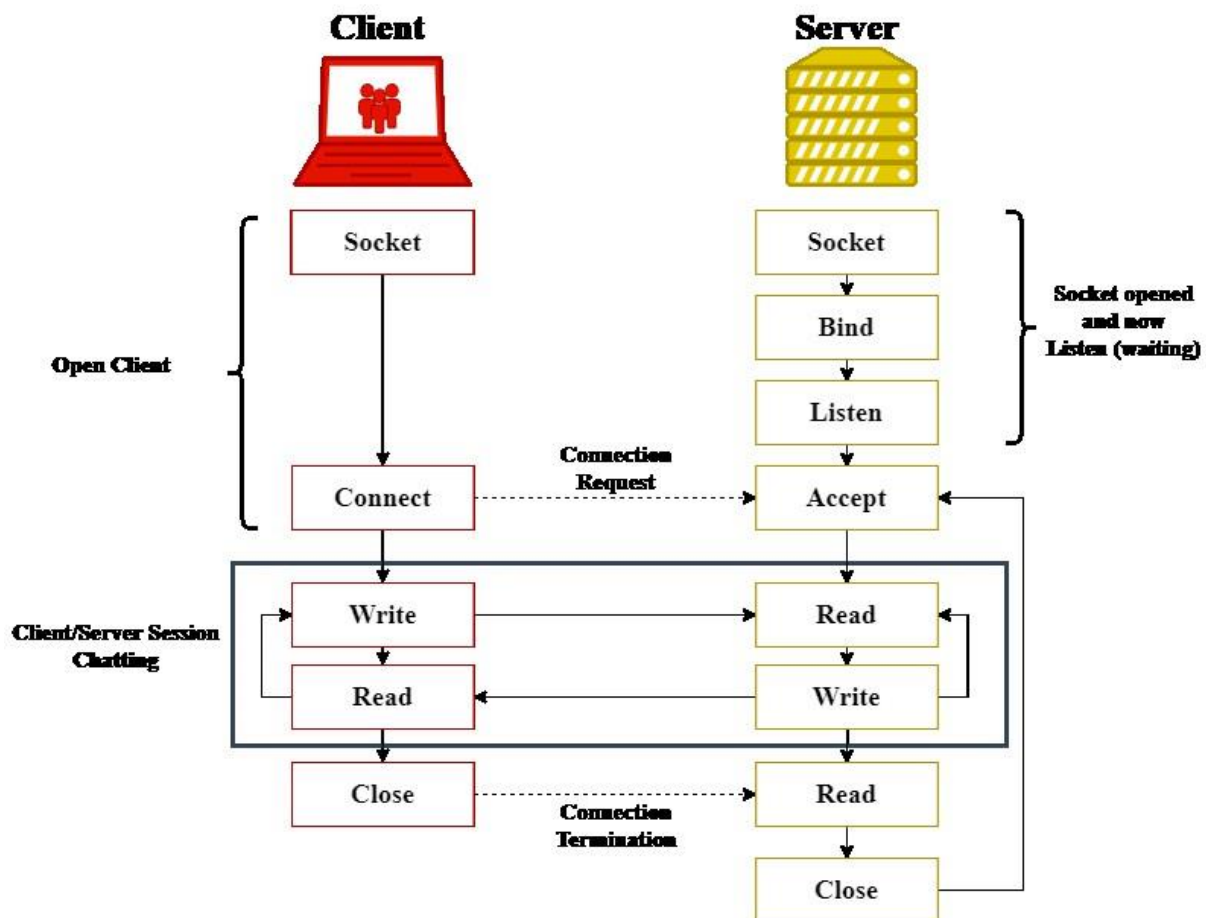 Client
Server
Socket
Socket
Bind
Listen
Socket opened
and now
Listen (waiting)
Open Client
Connection
Request
Connect
Accept
Write
Read
Client/Server Session
Chatting
Read
Write
Close
Read
Connection
Termination
Close